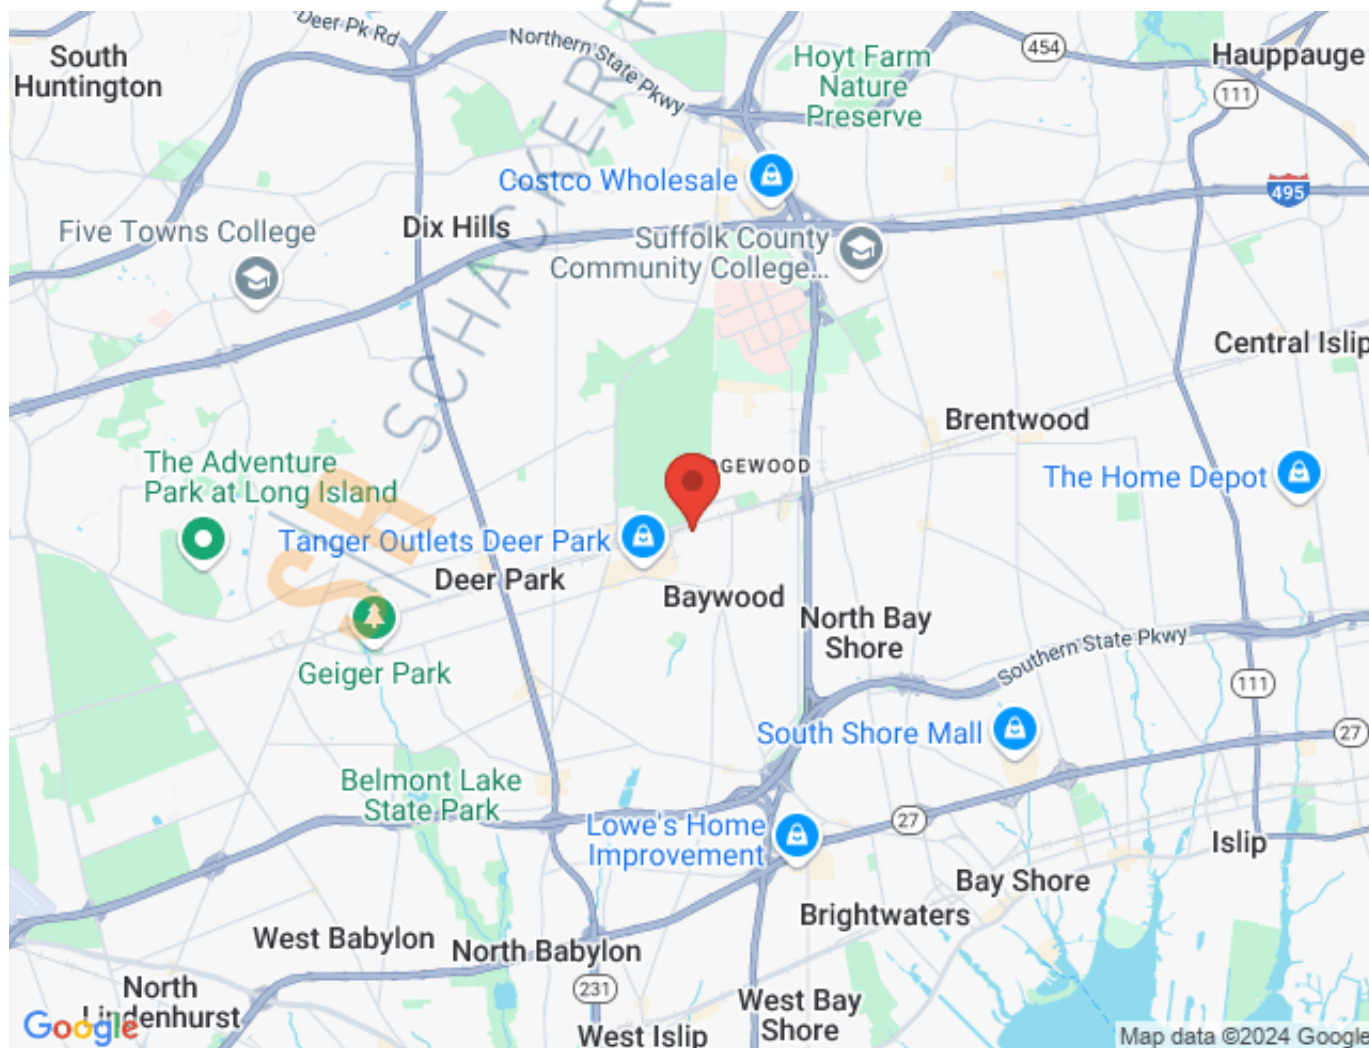 South
Huntington
Deer Pk Rd
Northern State Pkwy
454
Hoyt Farm
Nature
Preserve
Hauppauge
111
Costco Wholesale
495
Five Towns College
Dix Hills
Suffolk County
Community College...
SCHACKER R
Central Islip
Brentwood
The Adventure
Park at Long Island
DGEWOOD
The Home Depot
Tanger Outlets Deer Park
Deer Park
Baywood
North Bay
Shore
Southern State Pkwy
Geiger Park
111
South Shore Mall
27
Belmont Lake
State Park
Lowe's Home
Improvement
27
Islip
Bay Shore
Brightwaters
West Babylon
North Babylon
North
Lindenhurst
231
West Bay
Shore
West Islip
Google
Map data ©2024 Google